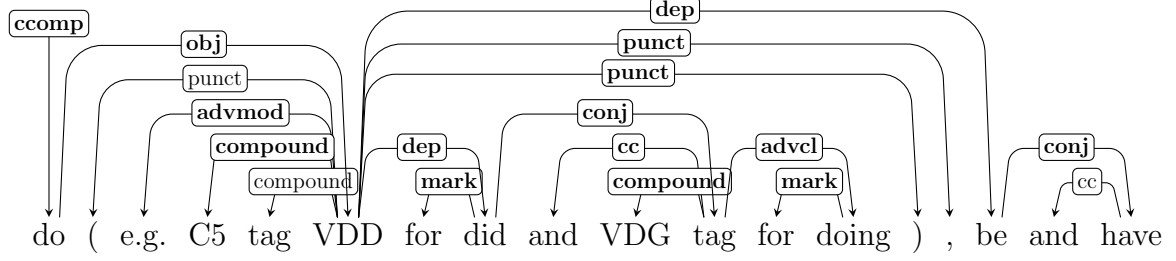 dep
ccomp
obj punct
punct punct
advmod conj
compound dep cc advcl conj
compound mark compound mark cc
do ( e.g. C5 tag VDD for did and VDG tag for doing ) , be and have